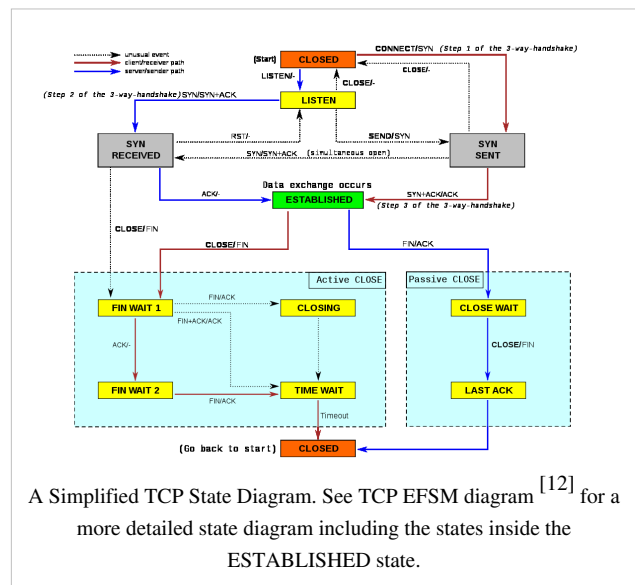 unusual event
client/receiver path
server/sender path
(Start)
CLOSED
CONNECT/SYN (Step 1 of the 3-way-handshake)
CLOSE/-
LISTEN/-
CLOSE/-
(Step 2 of the 3-way-handshake) SYN/SYN+ACK
LISTEN
RST/-
SEND/SYN
SYN
RECEIVED
SYN/SYN+ACK (simultaneous open)
SYN
SENT
Data exchange occurs
ACK/-
ESTABLISHED
SYN+ACK/ACK
(Step 3 of the 3-way-handshake)
CLOSE/FIN
CLOSE/FIN
FIN/ACK
Active CLOSE
Passive CLOSE
FIN WAIT 1
FIN/ACK
CLOSING
CLOSE WAIT
FIN+ACK/ACK
ACK/-
CLOSE/FIN
FIN WAIT 2
FIN/ACK
TIME WAIT
LAST ACK
Timeout
(Go back to start)
CLOSED
A Simplified TCP State Diagram. See TCP EFSM diagram [12] for a
more detailed state diagram including the states inside the
ESTABLISHED state.